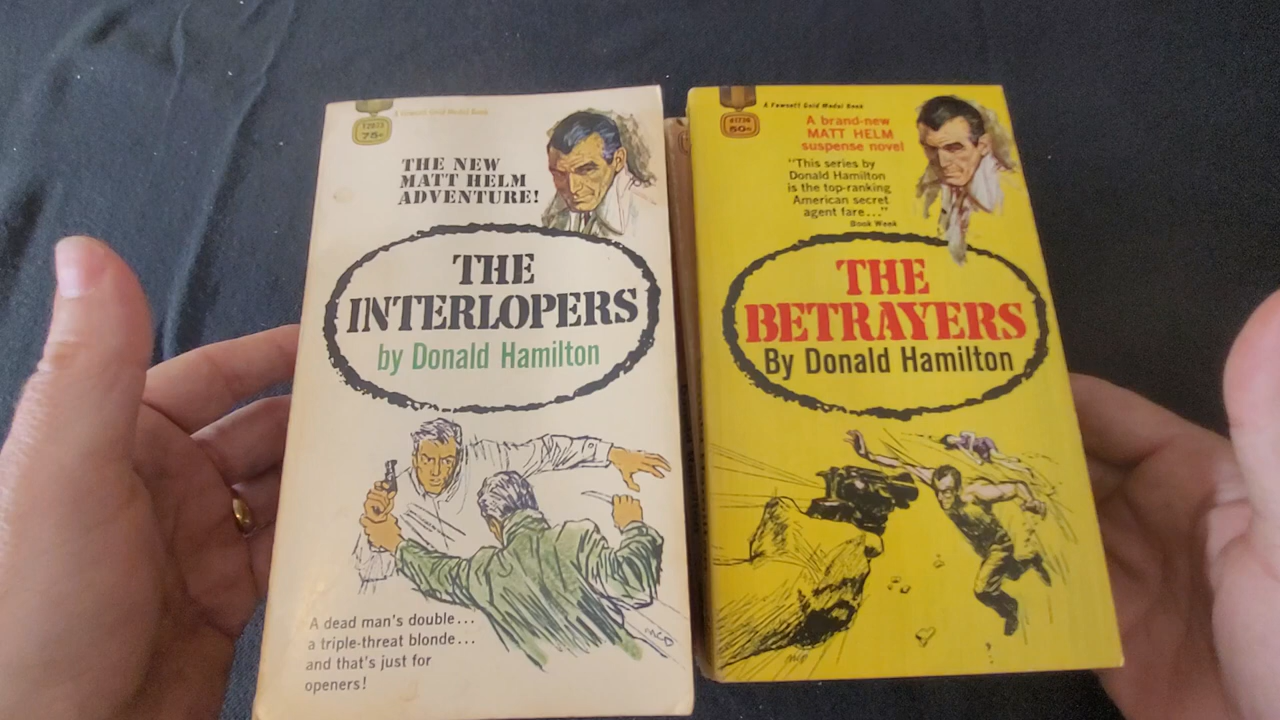 A Fawcett Gold Medal Book
T2073
75¢
THE NEW
MATT HELM
ADVENTURE!
THE
INTERLOPERS
by Donald Hamilton
A dead man's double...
a triple-threat blonde...
and that's just for
openers!
McG
A Fawcett Gold Medal Book
50¢
A brand-new
MATT HELM
suspense novel
"This series by
Donald Hamilton
is the top-ranking
American secret
agent fare..."
Book Week
THE
BETRAYERS
By Donald Hamilton